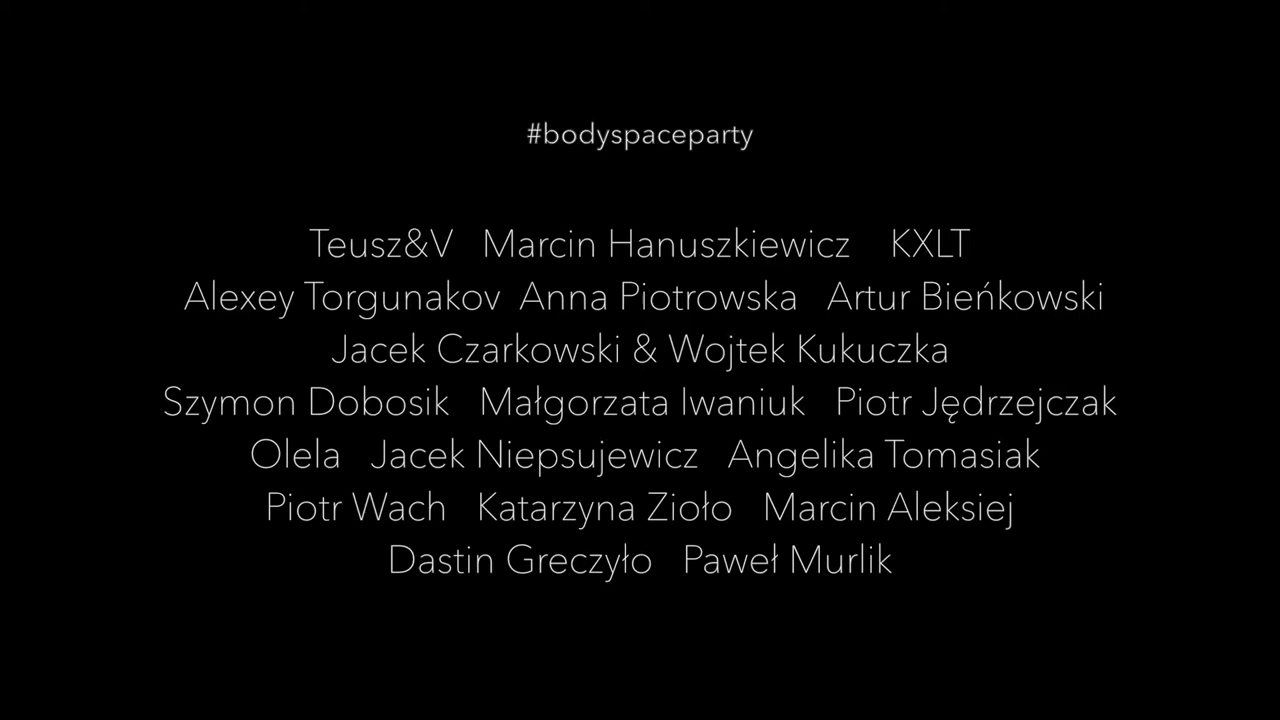 #bodyspaceparty
Teusz&V Marcin Hanuszkiewicz KXLT
Alexey Torgunakov Anna Piotrowska Artur Bieńkowski
Jacek Czarkowski & Wojtek Kukuczka
Szymon Dobosik Małgorzata Iwaniuk Piotr Jędrzejczak
Olela Jacek Niepsujewicz Angelika Tomasiak
Piotr Wach Katarzyna Zioło Marcin Aleksiej
Dastin Greczyło Paweł Murlik